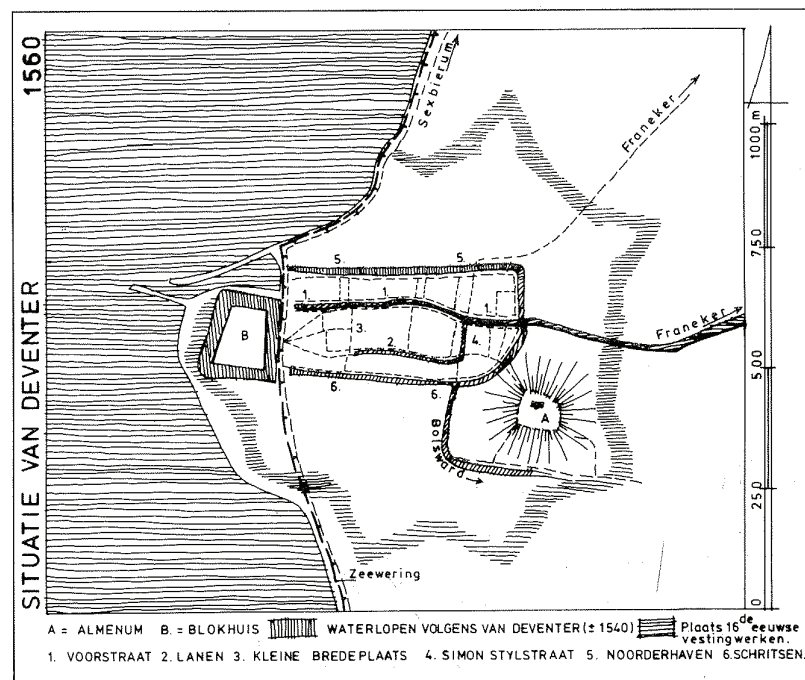 SITUATIE VAN DEVENTER 1560
Sexbierum
Franeker
1000 m
750
500
250
0
5. 5.
1 1 1
B
3. 4.
2.
Franeker
6. 6.
A
Bolsward
Zeewering
A = ALMENUM B. = BLOKHUIS WATERLOPEN VOLGENS VAN DEVENTER (± 1540) Plaats 16de eeuwse
vestingwerken.
1. VOORSTRAAT 2. LANEN 3. KLEINE BREDEPLAATS 4. SIMON STYLSTRAAT 5. NOORDERHAVEN 6. SCHRITSEN.